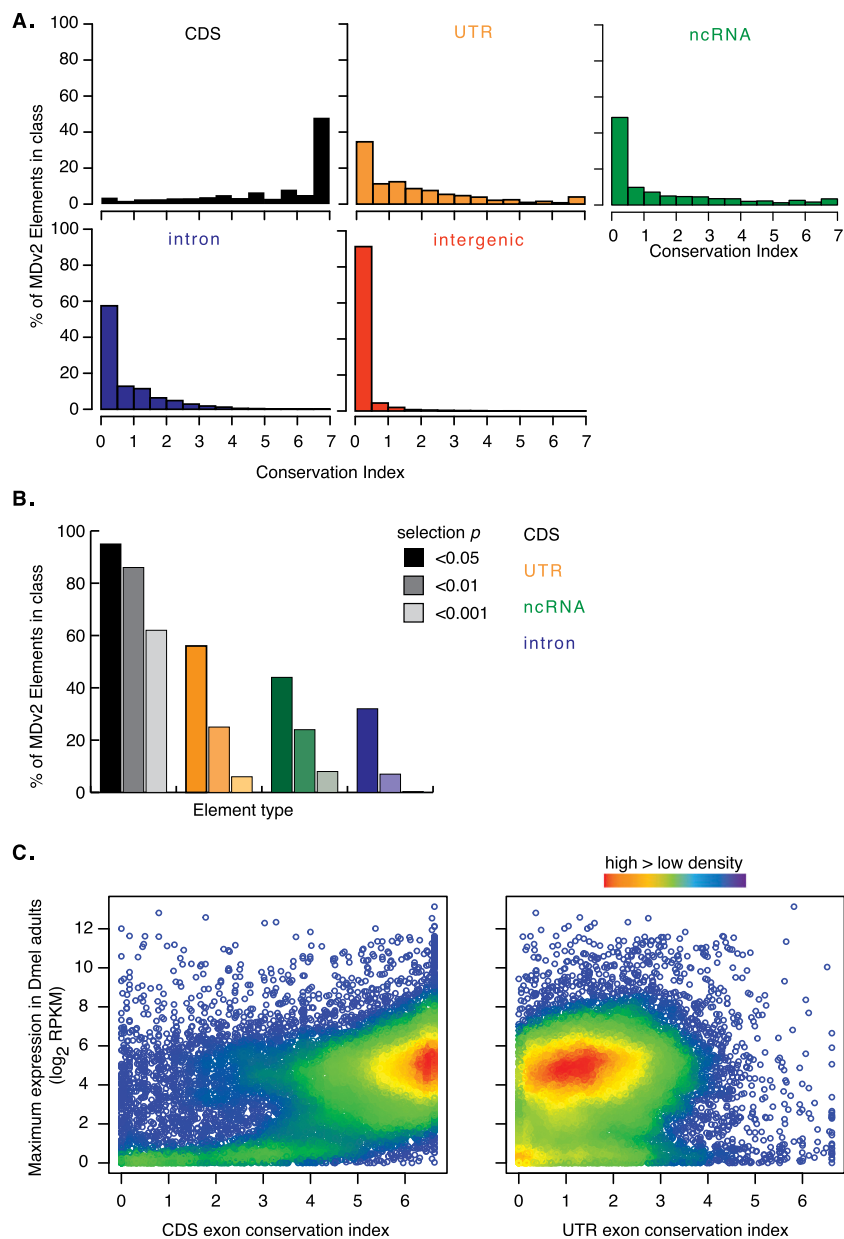 A.
% of MDv2 Elements in class
100
80
60
40
20
0
CDS
UTR
ncRNA
0 1 2 3 4 5 6 7
Conservation Index
100
80
60
40
20
0
intron
intergenic
0 1 2 3 4 5 6 7
0 1 2 3 4 5 6 7
Conservation Index
B.
% of MDv2 Elements in class
100
80
60
40
20
0
Element type
selection p
<0.05
<0.01
<0.001
CDS
UTR
ncRNA
intron
C.
high > low density
Maximum expression in Dmel adults
(log2 RPKM)
12
10
8
6
4
2
0
0 1 2 3 4 5 6
CDS exon conservation index
0 1 2 3 4 5 6
UTR exon conservation index